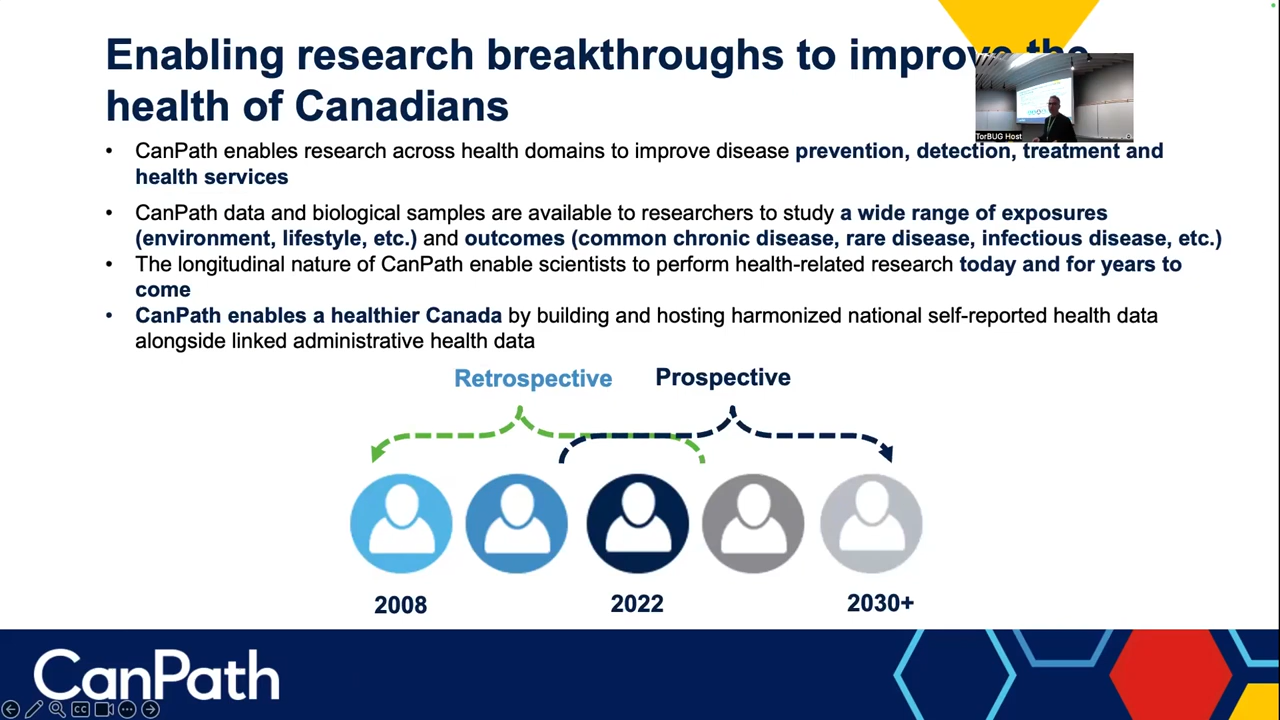 Enabling research breakthroughs to improve the
health of Canadians
TorBUG Host
• CanPath enables research across health domains to improve disease prevention, detection, treatment and
health services
• CanPath data and biological samples are available to researchers to study a wide range of exposures
(environment, lifestyle, etc.) and outcomes (common chronic disease, rare disease, infectious disease, etc.)
• The longitudinal nature of CanPath enable scientists to perform health-related research today and for years to
come
• CanPath enables a healthier Canada by building and hosting harmonized national self-reported health data
alongside linked administrative health data
Retrospective Prospective
2008 2022 2030+
CanPath
CC